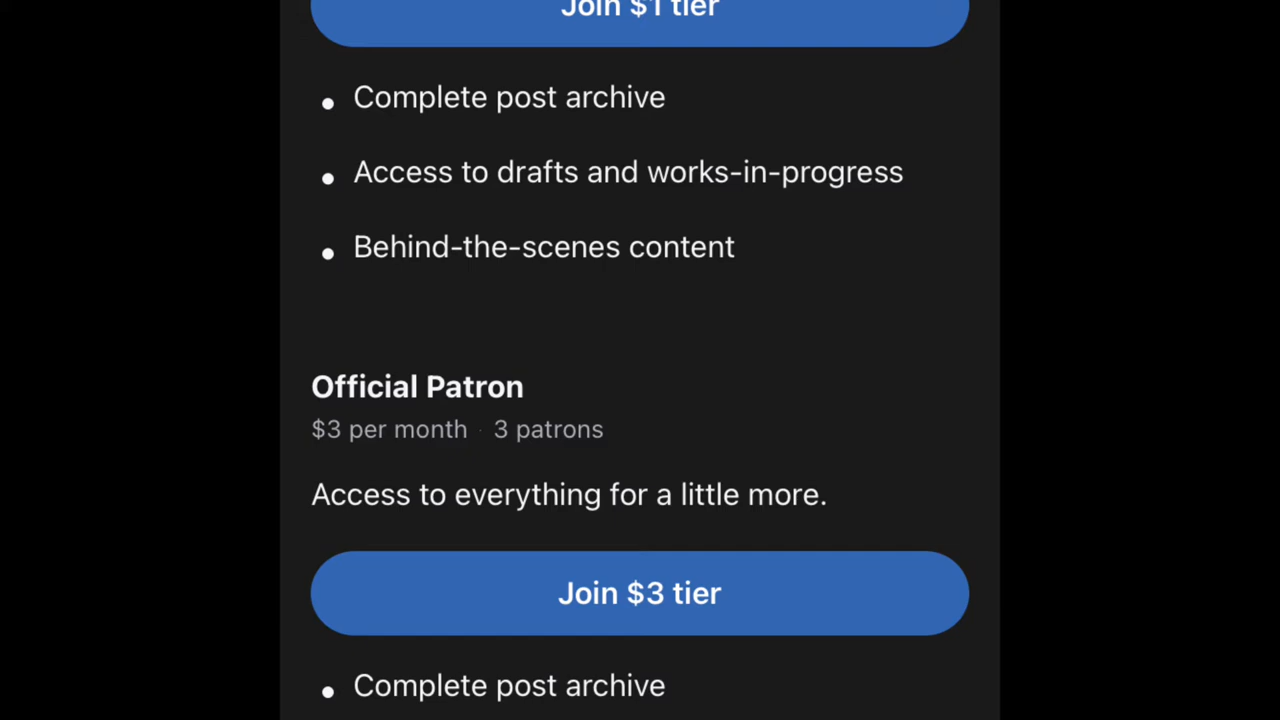 Join $1 tier
• Complete post archive
• Access to drafts and works-in-progress
• Behind-the-scenes content
Official Patron
$3 per month · 3 patrons
Access to everything for a little more.
Join $3 tier
• Complete post archive